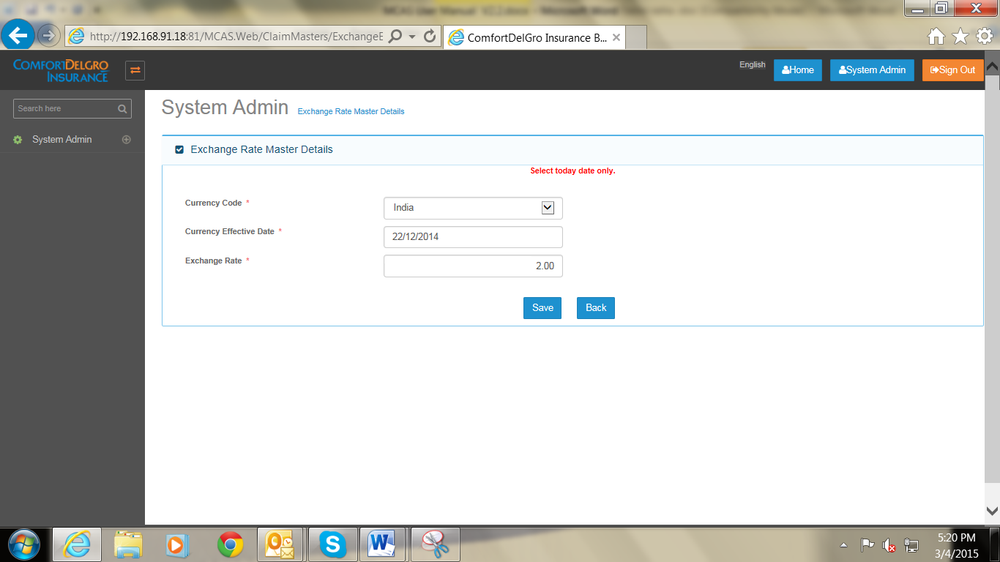 http://192.168.91.18:81/MCAS.Web/ClaimMasters/ExchangeE
ComfortDelGro Insurance B...
COMFORTDELGRO
INSURANCE
English
Home
System Admin
Sign Out
Search here
System Admin
System Admin
Exchange Rate Master Details
Exchange Rate Master Details
Select today date only.
Currency Code *
India
Currency Effective Date *
22/12/2014
Exchange Rate *
2.00
Save
Back
5:20 PM
3/4/2015